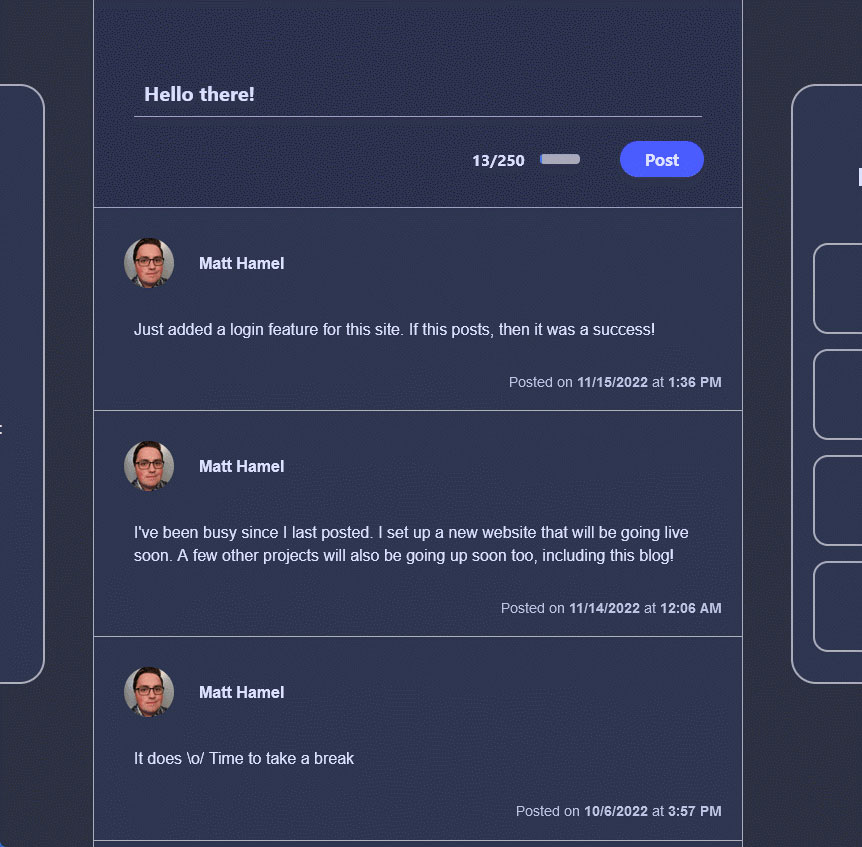 Hello there!
13/250
Post
Matt Hamel
Just added a login feature for this site. If this posts, then it was a success!
Posted on 11/15/2022 at 1:36 PM
Matt Hamel
I've been busy since I last posted. I set up a new website that will be going live
soon. A few other projects will also be going up soon too, including this blog!
Posted on 11/14/2022 at 12:06 AM
Matt Hamel
It does \o/ Time to take a break
Posted on 10/6/2022 at 3:57 PM